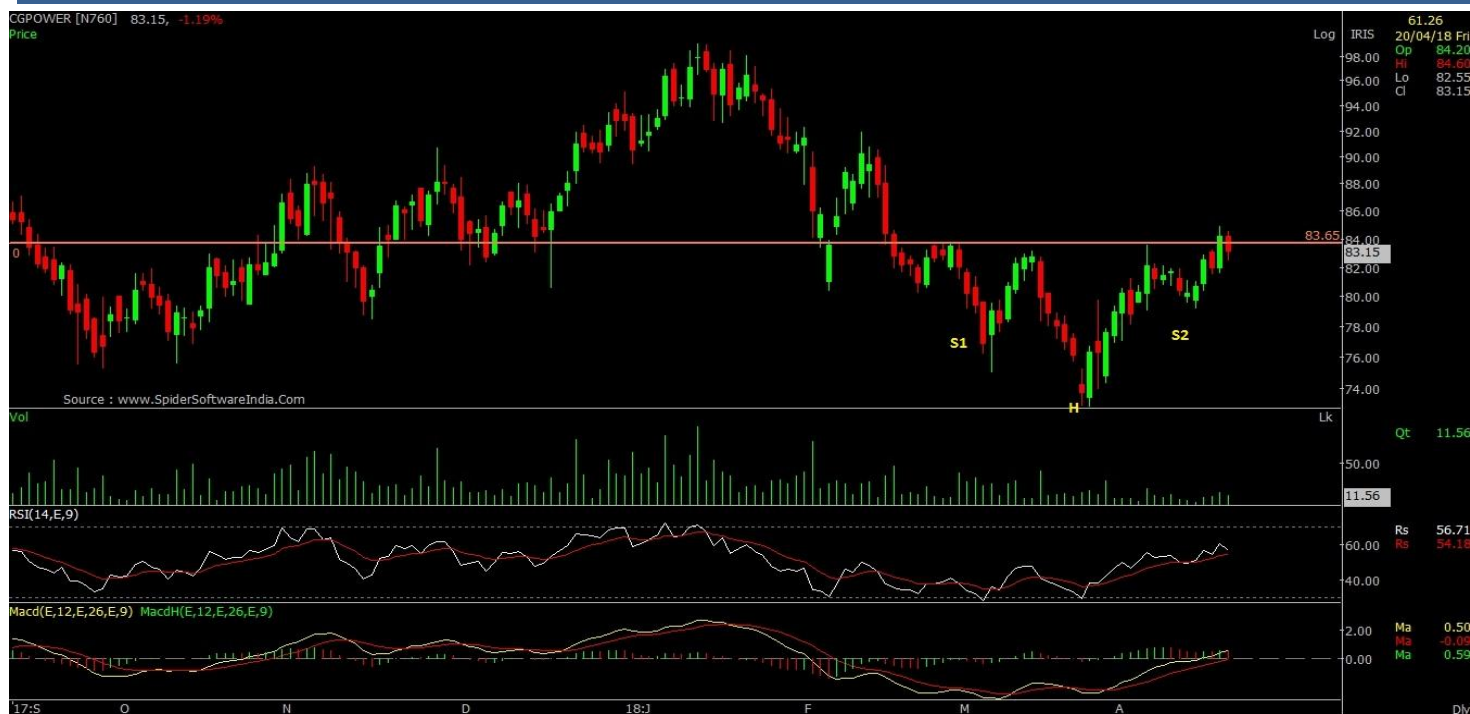 CGPOWER [N760] 83.15, -1.19%
Price
Log
IRIS
61.26
20/04/18 Fri
Op 84.20
Hi 84.60
Lo 82.55
Cl 83.15
98.00
96.00
94.00
92.00
90.00
88.00
86.00
83.65
84.00
0
83.15
82.00
80.00
78.00
76.00
74.00
S1
S2
H
Source : www.SpiderSoftwareIndia.Com
Vol
Lk
Qt 11.56
50.00
11.56
RSI(14,E,9)
Rs 56.71
60.00
Rs 54.18
40.00
Macd(E,12,E,26,E,9) MacdH(E,12,E,26,E,9)
2.00
Ma 0.50
Ma -0.09
0.00
Ma 0.59
'17:S O N D 18:J F M A Dly